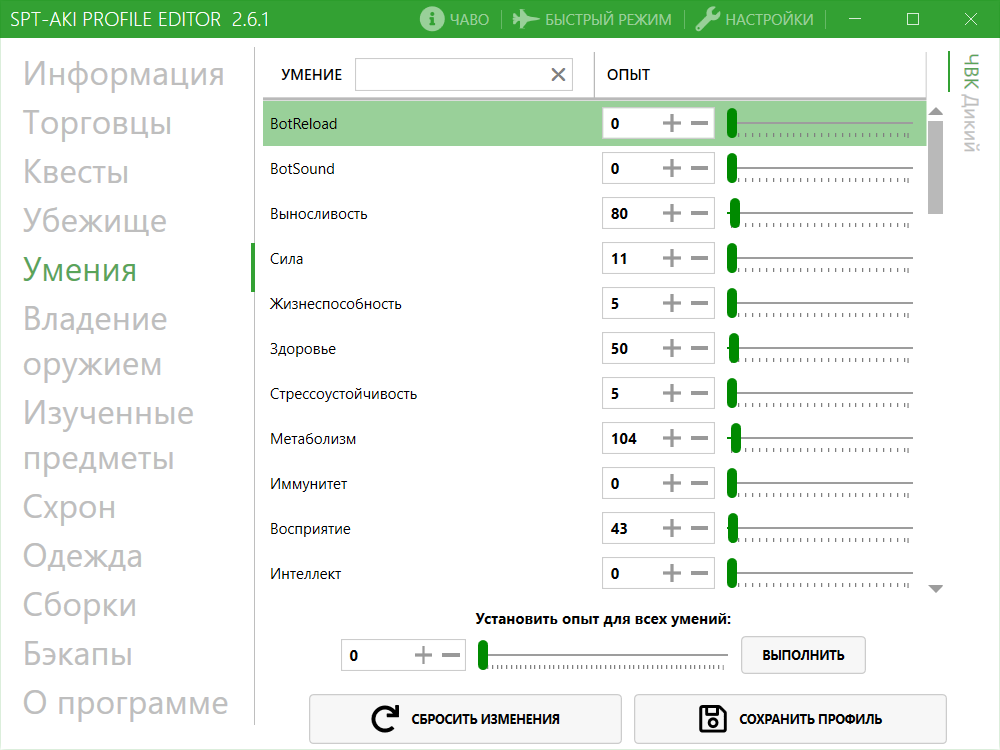 SPT-AKI PROFILE EDITOR 2.6.1
ЧАВО
БЫСТРЫЙ РЕЖИМ
НАСТРОЙКИ
Информация
Торговцы
Квесты
Убежище
Умения
Владение
оружием
Изученные
предметы
Схрон
Одежда
Сборки
Бэкапы
О программе
УМЕНИЕ
ОПЫТ
BotReload 0
BotSound 0
Выносливость 80
Сила 11
Жизнеспособность 5
Здоровье 50
Стрессоустойчивость 5
Метаболизм 104
Иммунитет 0
Восприятие 43
Интеллект 0
Установить опыт для всех умений:
0
ВЫПОЛНИТЬ
СБРОСИТЬ ИЗМЕНЕНИЯ
СОХРАНИТЬ ПРОФИЛЬ
ЧВК
Дикий